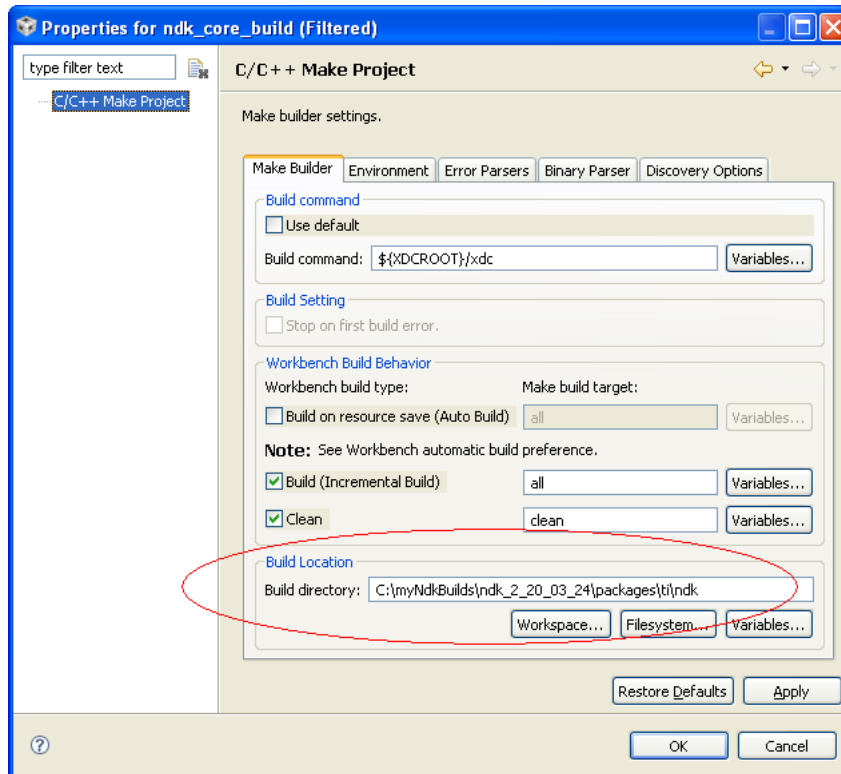 Properties for ndk_core_build (Filtered)
type filter text
C/C++ Make Project
C/C++ Make Project
Make builder settings.
Make Builder Environment Error Parsers Binary Parser Discovery Options
Build command
Use default
Build command: ${XDCROOT}/xdc Variables...
Build Setting
Stop on first build error.
Workbench Build Behavior
Workbench build type: Make build target:
Build on resource save (Auto Build) all Variables...
Note: See Workbench automatic build preference.
Build (Incremental Build) all Variables...
Clean clean Variables...
Build Location
Build directory: C:\myNdkBuilds\ndk_2_20_03_24\packages\ti\ndk
Workspace... Filesystem... Variables...
Restore Defaults Apply
? OK Cancel